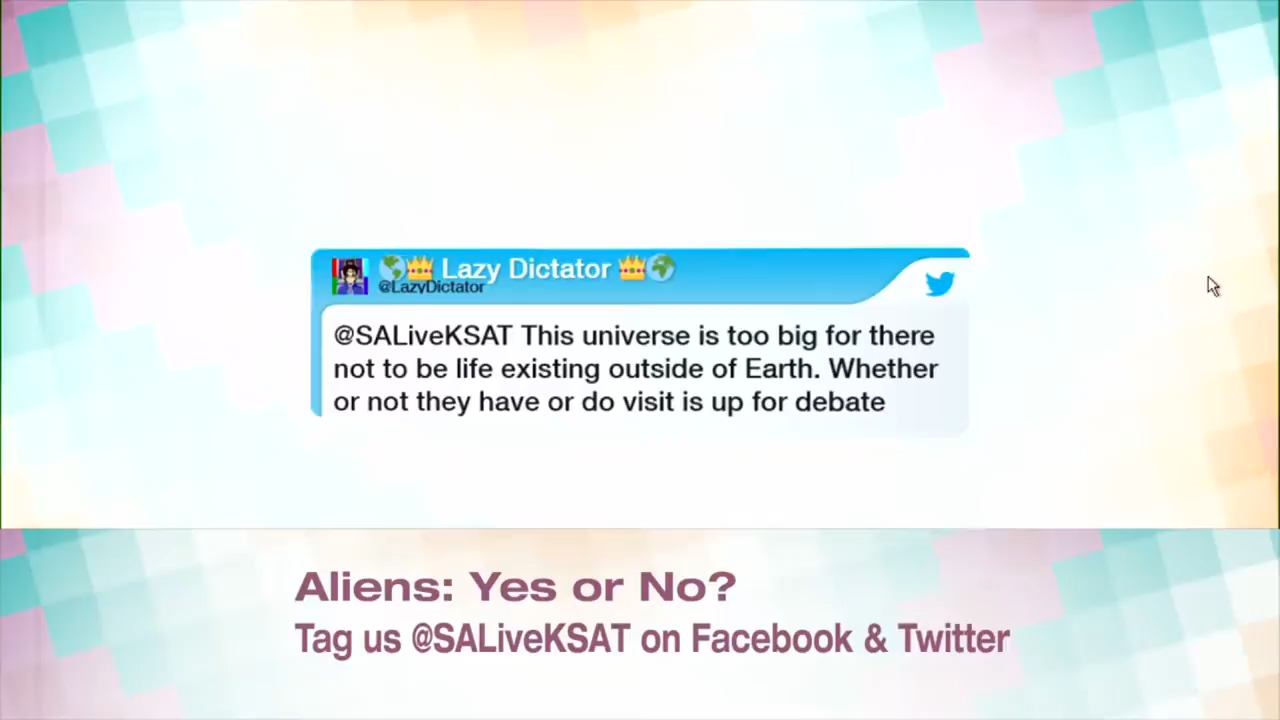 🌎👑 Lazy Dictator 👑🌍
@LazyDictator
@SALiveKSAT This universe is too big for there
not to be life existing outside of Earth. Whether
or not they have or do visit is up for debate
Aliens: Yes or No?
Tag us @SALiveKSAT on Facebook & Twitter